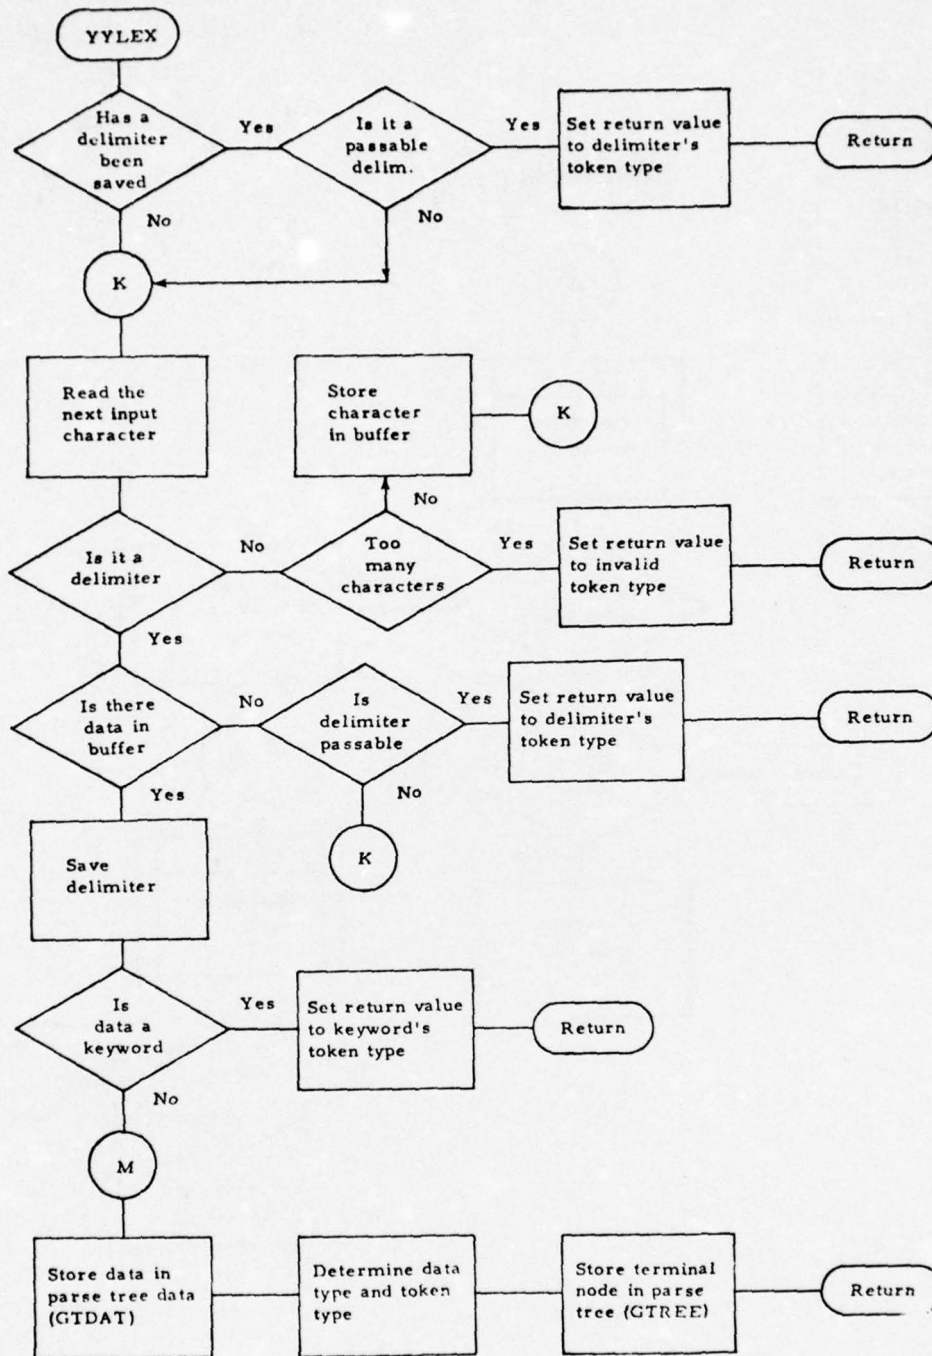 YYLEX
Has a
delimiter
been
saved
Yes
Is it a
passable
delim.
Yes
Set return value
to delimiter's
token type
Return
No
No
K
Read the
next input
character
Store
character
in buffer
K
No
Is it a
delimiter
No
Too
many
characters
Yes
Set return value
to invalid
token type
Return
Yes
Is there
data in
buffer
No
Is
delimiter
passable
Yes
Set return value
to delimiter's
token type
Return
Yes
No
K
Save
delimiter
Is
data a
keyword
Yes
Set return value
to keyword's
token type
Return
No
M
Store data in
parse tree data
(GTDAT)
Determine data
type and token
type
Store terminal
node in parse
tree (GTREE)
Return